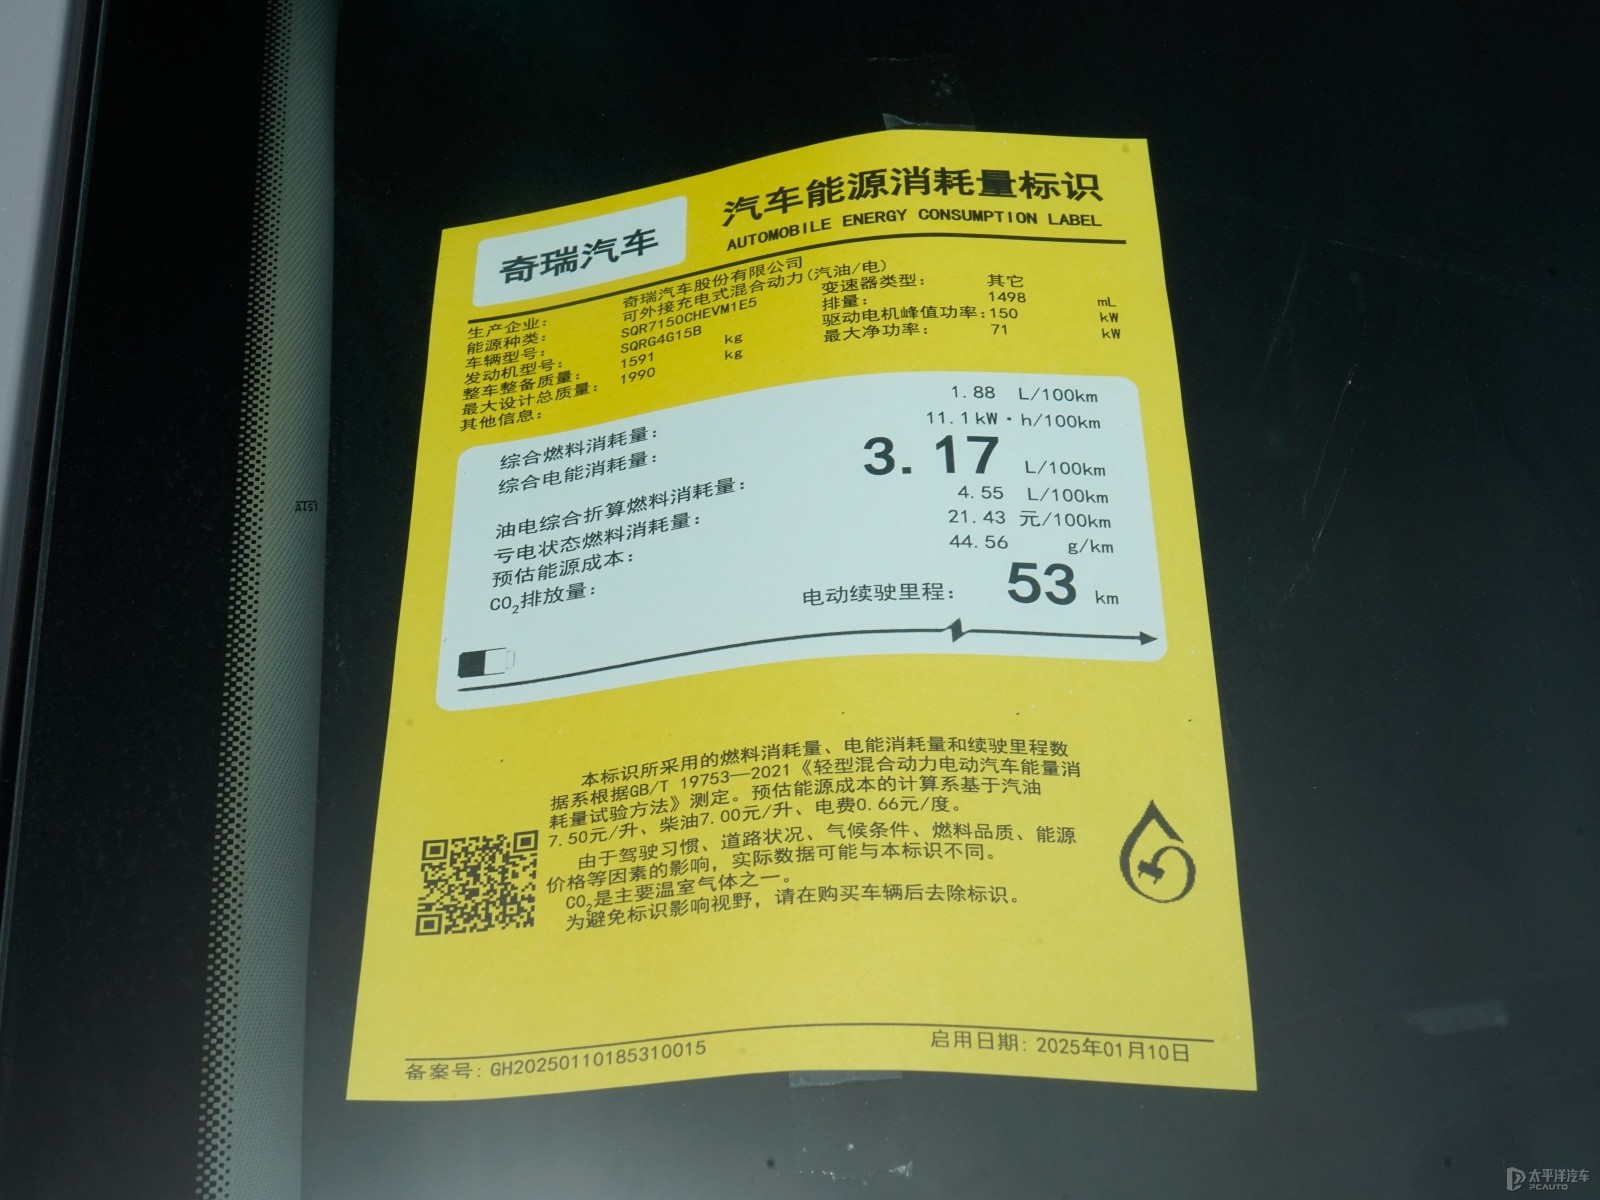 奇瑞汽车
汽车能源消耗量标识
AUTOMOBILE ENERGY CONSUMPTION LABEL
生产企业: 奇瑞汽车股份有限公司
能源种类: 可外接充电式混合动力(汽油/电)
车辆型号: SQR7150CHEVM1E5
发动机型号: SQRG4G15B
整车整备质量: 1591 kg
最大设计总质量: 1990 kg
其他信息:
变速器类型: 其它
排量: 1498 mL
驱动电机峰值功率: 150 kW
最大净功率: 71 kW
综合燃料消耗量: 1.88 L/100km
综合电能消耗量: 11.1 kW·h/100km
油电综合折算燃料消耗量: 3.17 L/100km
亏电状态燃料消耗量: 4.55 L/100km
预估能源成本: 21.43 元/100km
CO2排放量: 44.56 g/km
电动续驶里程: 53 km
本标识所采用的燃料消耗量、电能消耗量和续驶里程数
据系根据GB/T 19753—2021《轻型混合动力电动汽车能量消
耗量试验方法》测定。预估能源成本的计算系基于汽油
7.50元/升、柴油7.00元/升、电费0.66元/度。
由于驾驶习惯、道路状况、气候条件、燃料品质、能源
价格等因素的影响，实际数据可能与本标识不同。
CO2是主要温室气体之一。
为避免标识影响视野，请在购买车辆后去除标识。
备案号: GH20250110185310015
启用日期: 2025年01月10日
太平洋汽车
PCAUTO